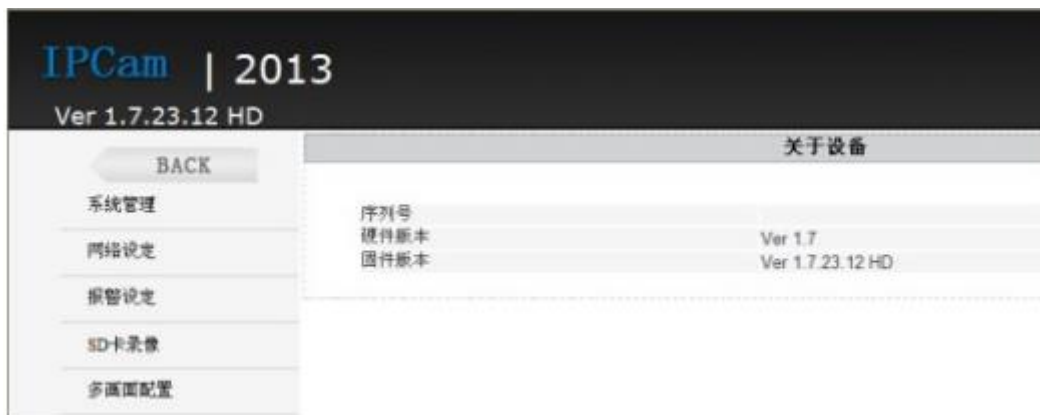 IPCam | 2013
Ver 1.7.23.12 HD
BACK
关于设备
系统管理
网络设定
报警设定
SD卡录像
多画面配置
序列号
硬件版本 Ver 1.7
固件版本 Ver 1.7.23.12 HD